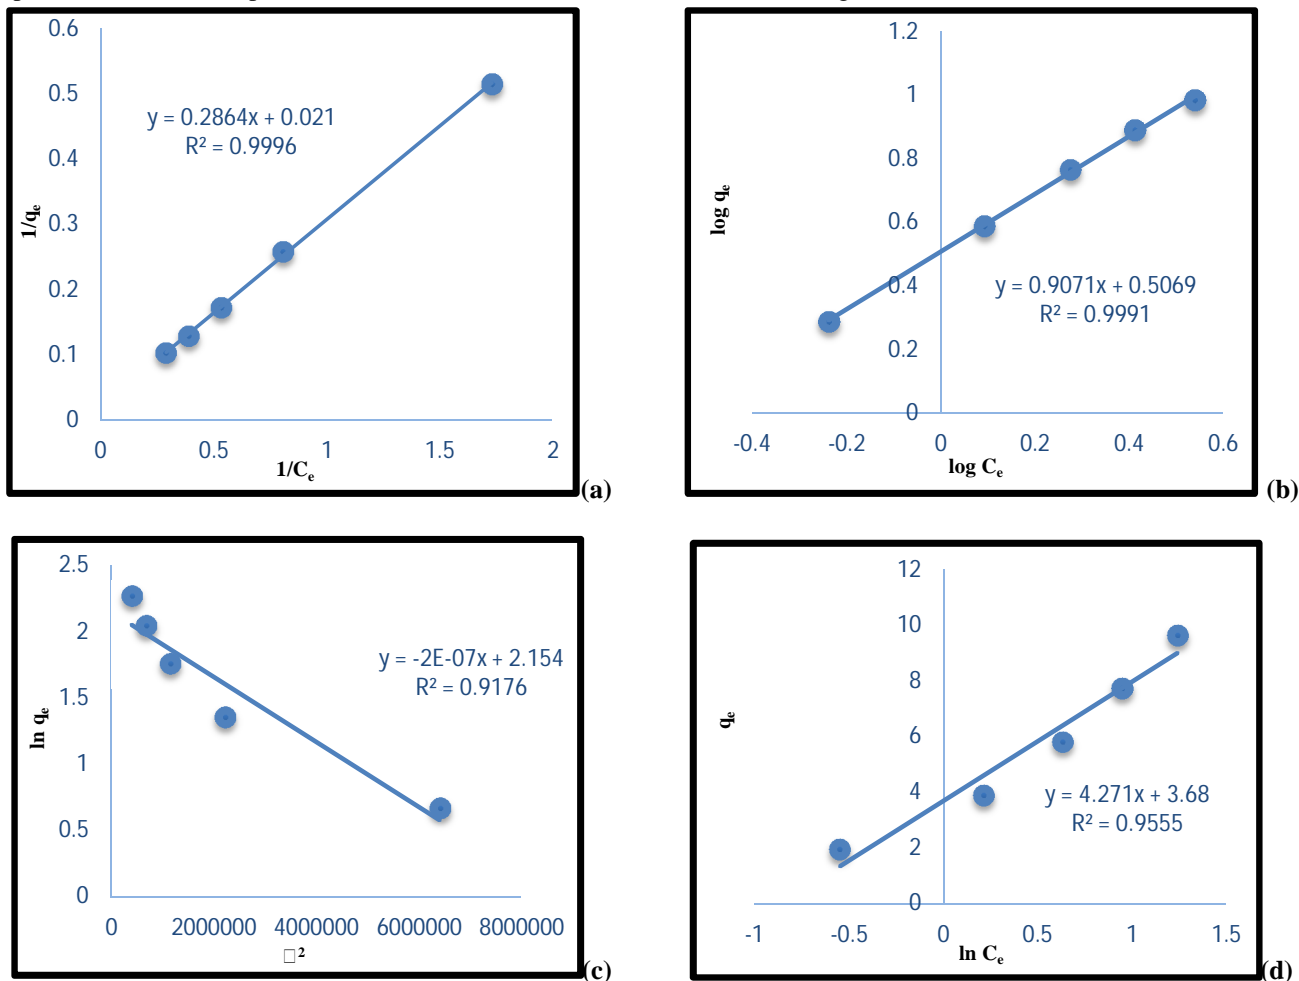 0.6
0.5
0.4
0.3
0.2
0.1
0
0 0.5 1 1.5 2
y = 0.2864x + 0.021
R² = 0.9996
1/qₑ
1/Cₑ
(a)
1.2
1
0.8
0.6
0.4
0.2
0
-0.4 -0.2 0 0.2 0.4 0.6
y = 0.9071x + 0.5069
R² = 0.9991
log qₑ
log Cₑ
(b)
2.5
2
1.5
1
0.5
0
0 2000000 4000000 6000000 8000000
y = -2E-07x + 2.154
R² = 0.9176
ln qₑ
□²
(c)
12
10
8
6
4
2
0
-1 -0.5 0 0.5 1 1.5
y = 4.271x + 3.68
R² = 0.9555
qₑ
ln Cₑ
(d)